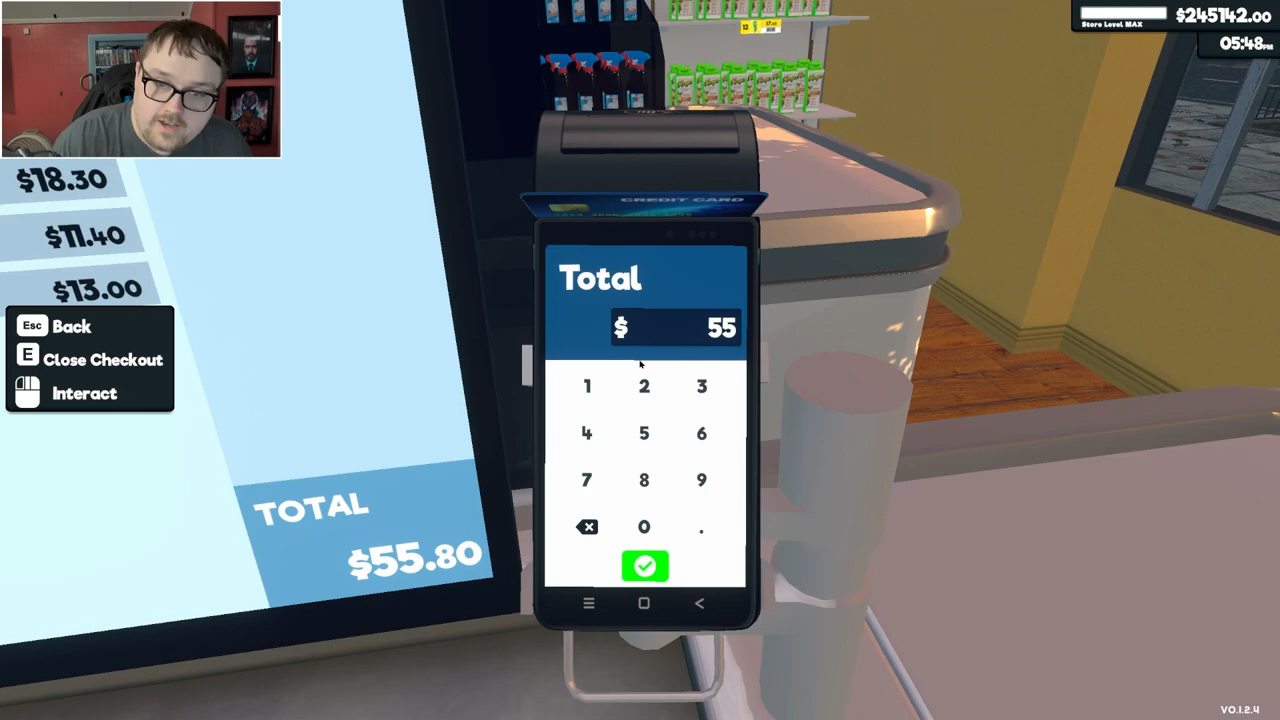 $245142.00
Store Level MAX
05:48PM
12
$18.30
$11.40
$13.00
Esc Back
E Close Checkout
Interact
CREDIT CARD
Total
$ 55
1 2 3
4 5 6
7 8 9
0 .
TOTAL
$55.80
V0.1.2.4